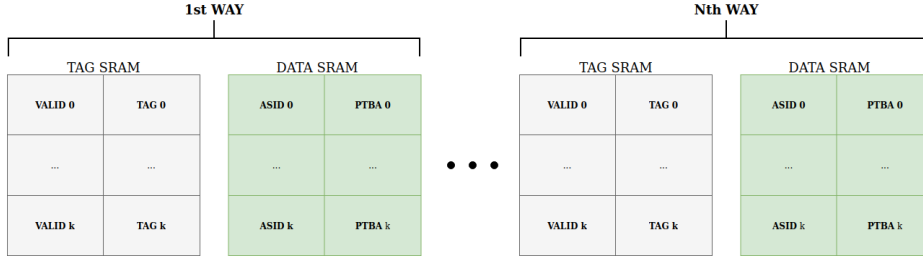 1st WAY
Nth WAY
TAG SRAM
DATA SRAM
TAG SRAM
DATA SRAM
VALID 0 TAG 0 ASID 0 PTBA 0 VALID 0 TAG 0 ASID 0 PTBA 0
... ... ... ... ... ... ... ...
VALID k TAG k ASID k PTBA k VALID k TAG k ASID k PTBA k